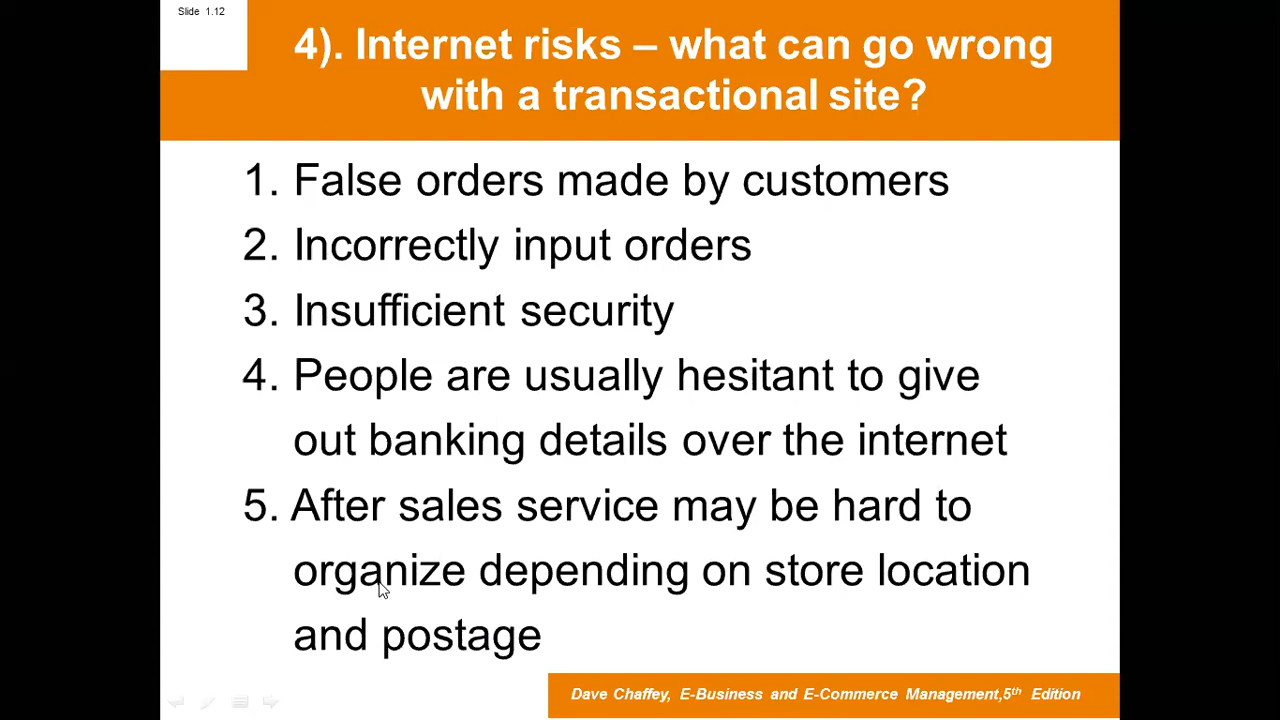 Slide 1.12
4). Internet risks – what can go wrong
with a transactional site?
1. False orders made by customers
2. Incorrectly input orders
3. Insufficient security
4. People are usually hesitant to give
out banking details over the internet
5. After sales service may be hard to
organize depending on store location
and postage
Dave Chaffey, E-Business and E-Commerce Management,5th Edition